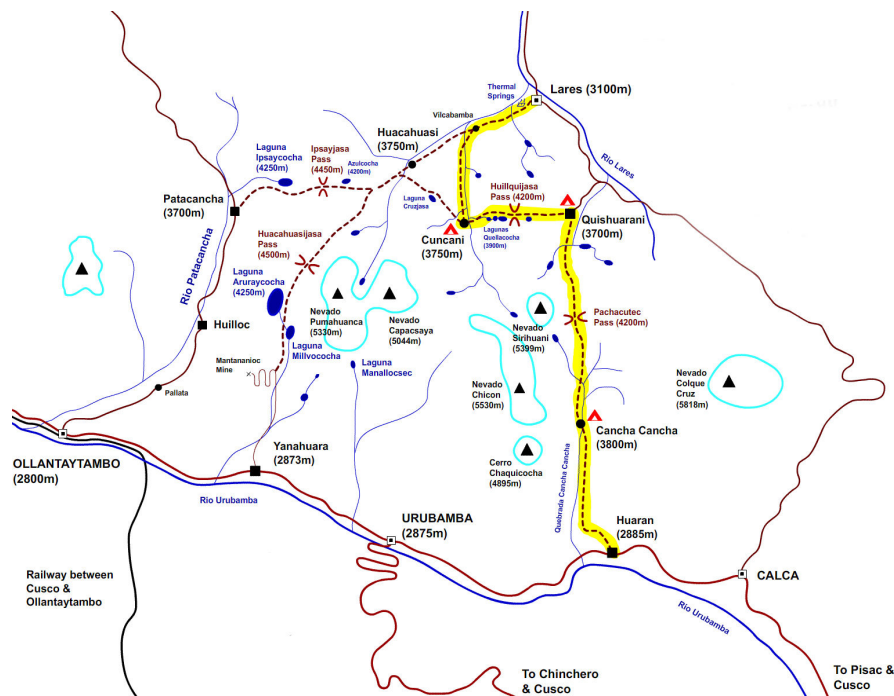 Thermal
Springs
Lares (3100m)
Vilcabamba
Huacahuasi
(3750m)
Ipsayjasa
Pass
(4450m)
Laguna
Ipsaycocha
(4250m)
Azulcocha
(4200m)
Rio Lares
Patacancha
(3700m)
Huillquijasa
Pass (4200m)
Laguna
Cruzjasa
Quishuarani
(3700m)
Lagunas
Quellacocha
(3900m)
Cuncani
(3750m)
Huacahuasijasa
Pass
(4500m)
Rio Patacancha
Laguna
Aruraycocha
(4250m)
Nevado
Pumahuanca
(5330m)
Nevado
Capacsaya
(5044m)
Nevado
Sirihuani
(5399m)
Pachacutec
Pass (4200m)
Huilloc
Laguna
Millvococha
Mantananioc
Mine
Laguna
Manallocsec
Pallata
Nevado
Chicon
(5530m)
Nevado
Colque
Cruz
(5818m)
Cancha Cancha
(3800m)
Cerro
Chaquicocha
(4895m)
OLLANTAYTAMBO
(2800m)
Yanahuara
(2873m)
Rio Urubamba
Quebrada Cancha Cancha
URUBAMBA
(2875m)
Huaran
(2885m)
CALCA
Railway between
Cusco &
Ollantaytambo
Rio Urubamba
To Chinchero
& Cusco
To Pisac &
Cusco